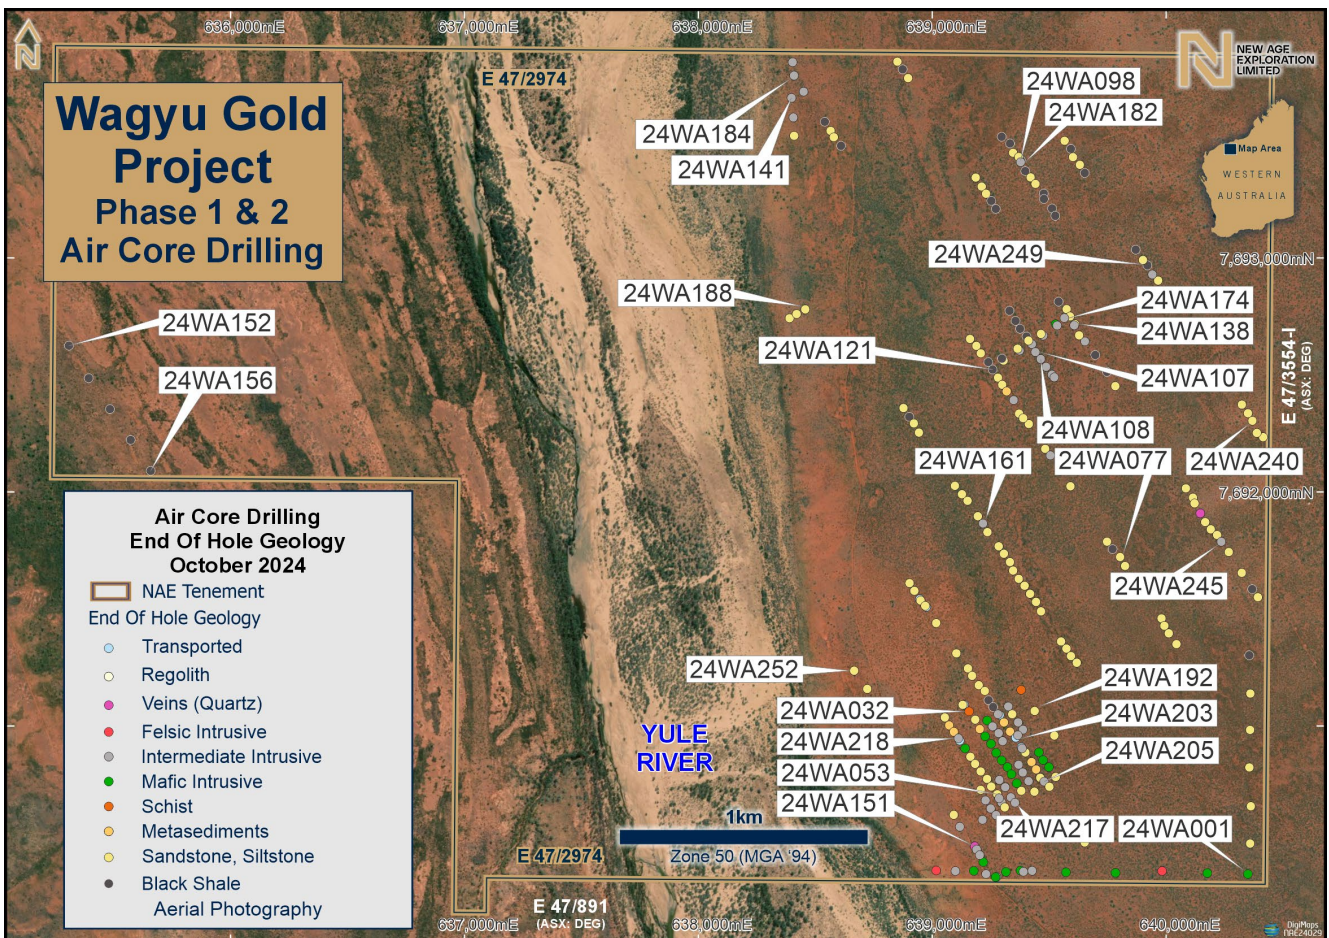 636,000mE
637,000mE
638,000mE
639,000mE
N
E 47/2974
N
NEW AGE
EXPLORATION
LIMITED
Wagyu Gold
Project
Phase 1 & 2
Air Core Drilling
24WA098
24WA182
24WA184
24WA141
Map Area
WESTERN
AUSTRALIA
24WA249
7,693,000mN
24WA188
24WA174
24WA152
24WA138
24WA121
24WA156
24WA107
E 47/3554-I
(ASX: DEG)
24WA108
24WA161
24WA077
24WA240
7,692,000mN
24WA245
Air Core Drilling
End Of Hole Geology
October 2024
NAE Tenement
End Of Hole Geology
Transported
Regolith
Veins (Quartz)
Felsic Intrusive
Intermediate Intrusive
Mafic Intrusive
Schist
Metasediments
Sandstone, Siltstone
Black Shale
Aerial Photography
24WA252
24WA192
24WA032
24WA203
24WA218
24WA205
24WA053
24WA151
24WA217
24WA001
YULE
RIVER
1km
Zone 50 (MGA '94)
E 47/2974
E 47/891
(ASX: DEG)
637,000mE
638,000mE
639,000mE
640,000mE
DigiMaps
NAE24029